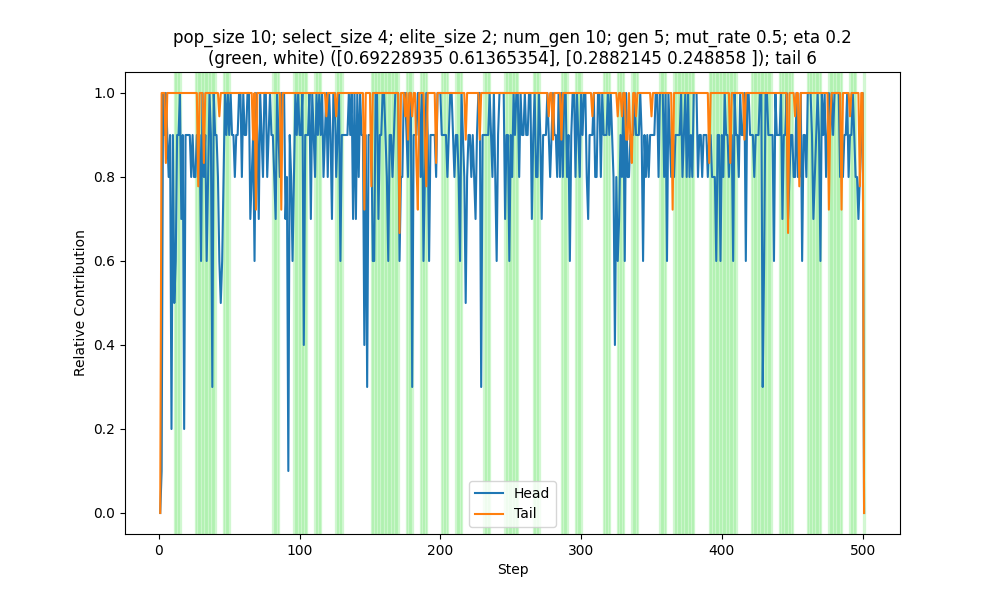 pop_size 10; select_size 4; elite_size 2; num_gen 10; gen 5; mut_rate 0.5; eta 0.2
(green, white) ([0.69228935 0.61365354], [0.2882145 0.248858 ]); tail 6
1.0
0.8
0.6
0.4
0.2
0.0
Relative Contribution
Head
Tail
0
100
200
300
400
500
Step